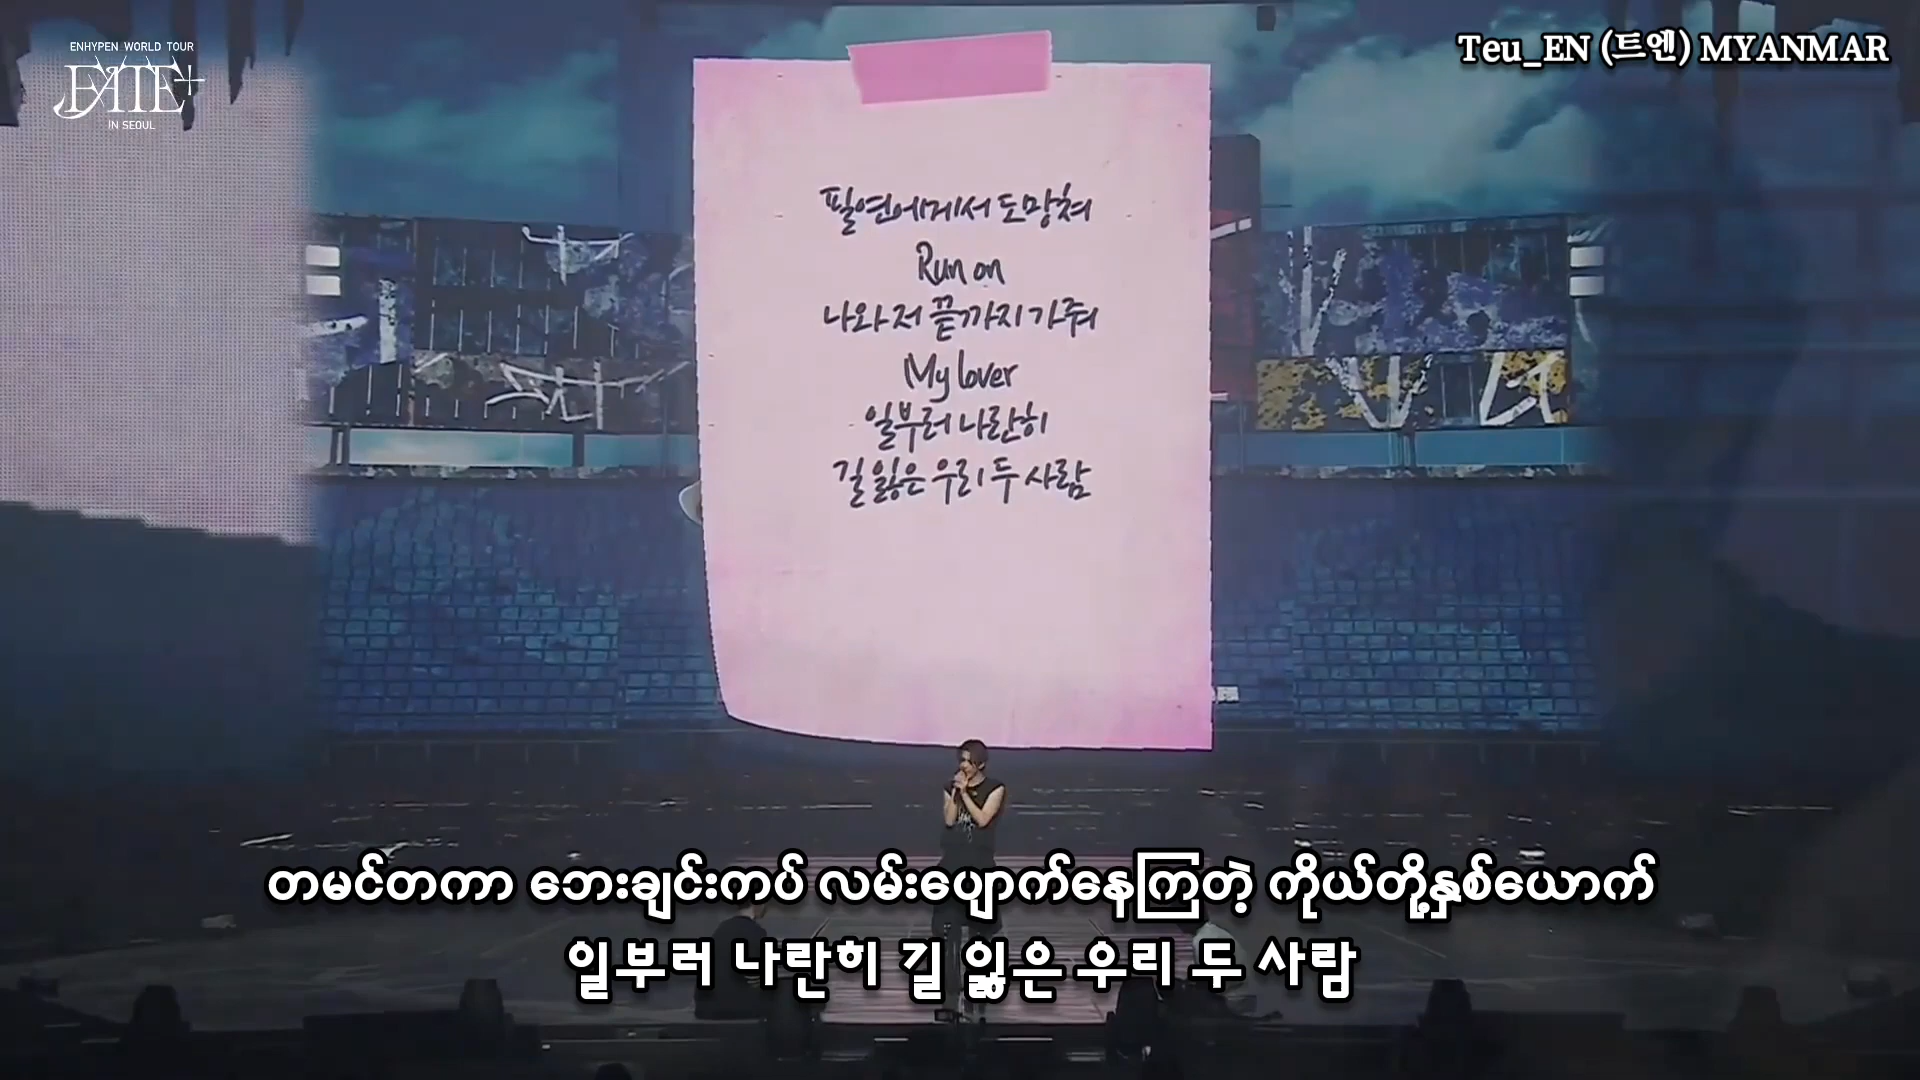 ENHYPEN WORLD TOUR
FATE+
IN SEOUL
Teu_EN (트엔) MYANMAR
필연에게서 도망쳐
Run on
나와 저 끝까지 가줘
My lover
일부러 나란히
길 잃은 우리 두 사람
တမင်တကာ ဘေးချင်းကပ် လမ်းပျောက်နေကြတဲ့ ကိုယ်တို့နှစ်ယောက်
일부러 나란히 길 잃은 우리 두 사람